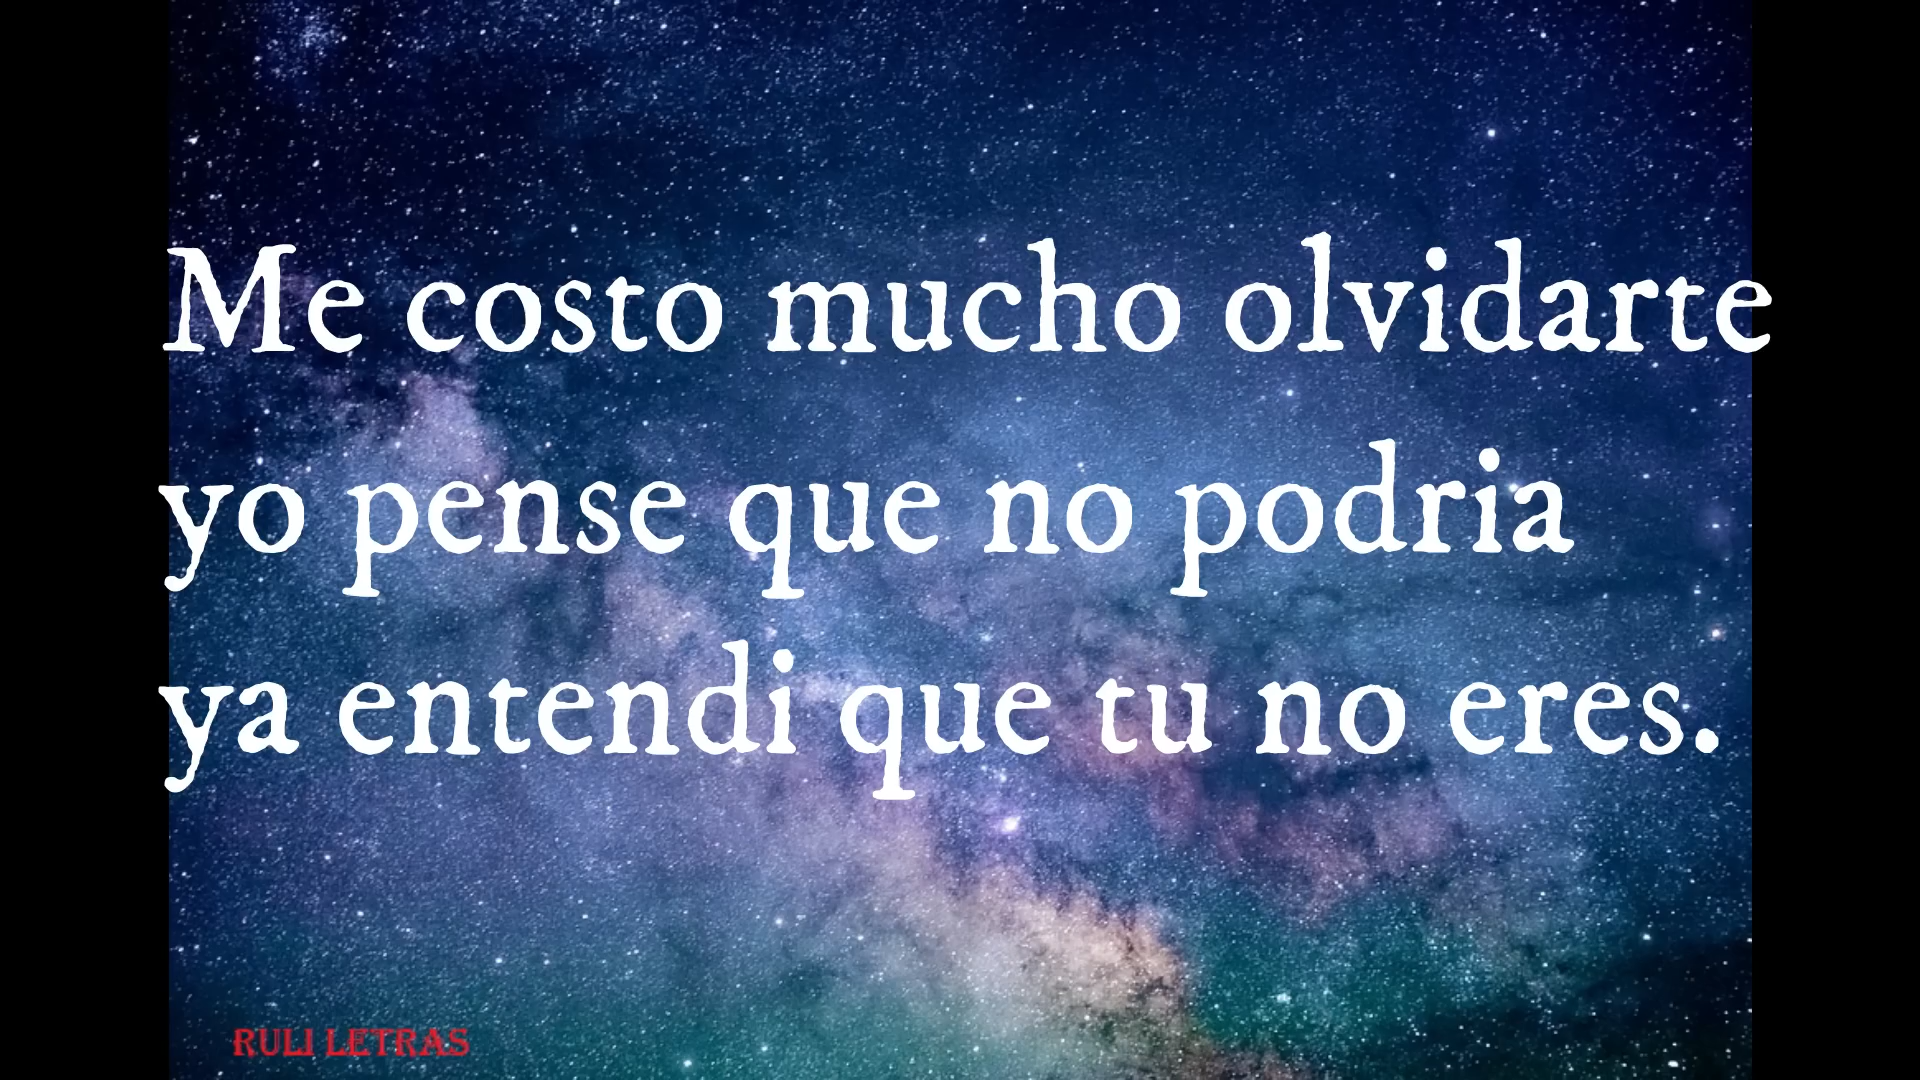 Me costo mucho olvidarte
yo pense que no podria
ya entendi que tu no eres.
RULI LETRAS